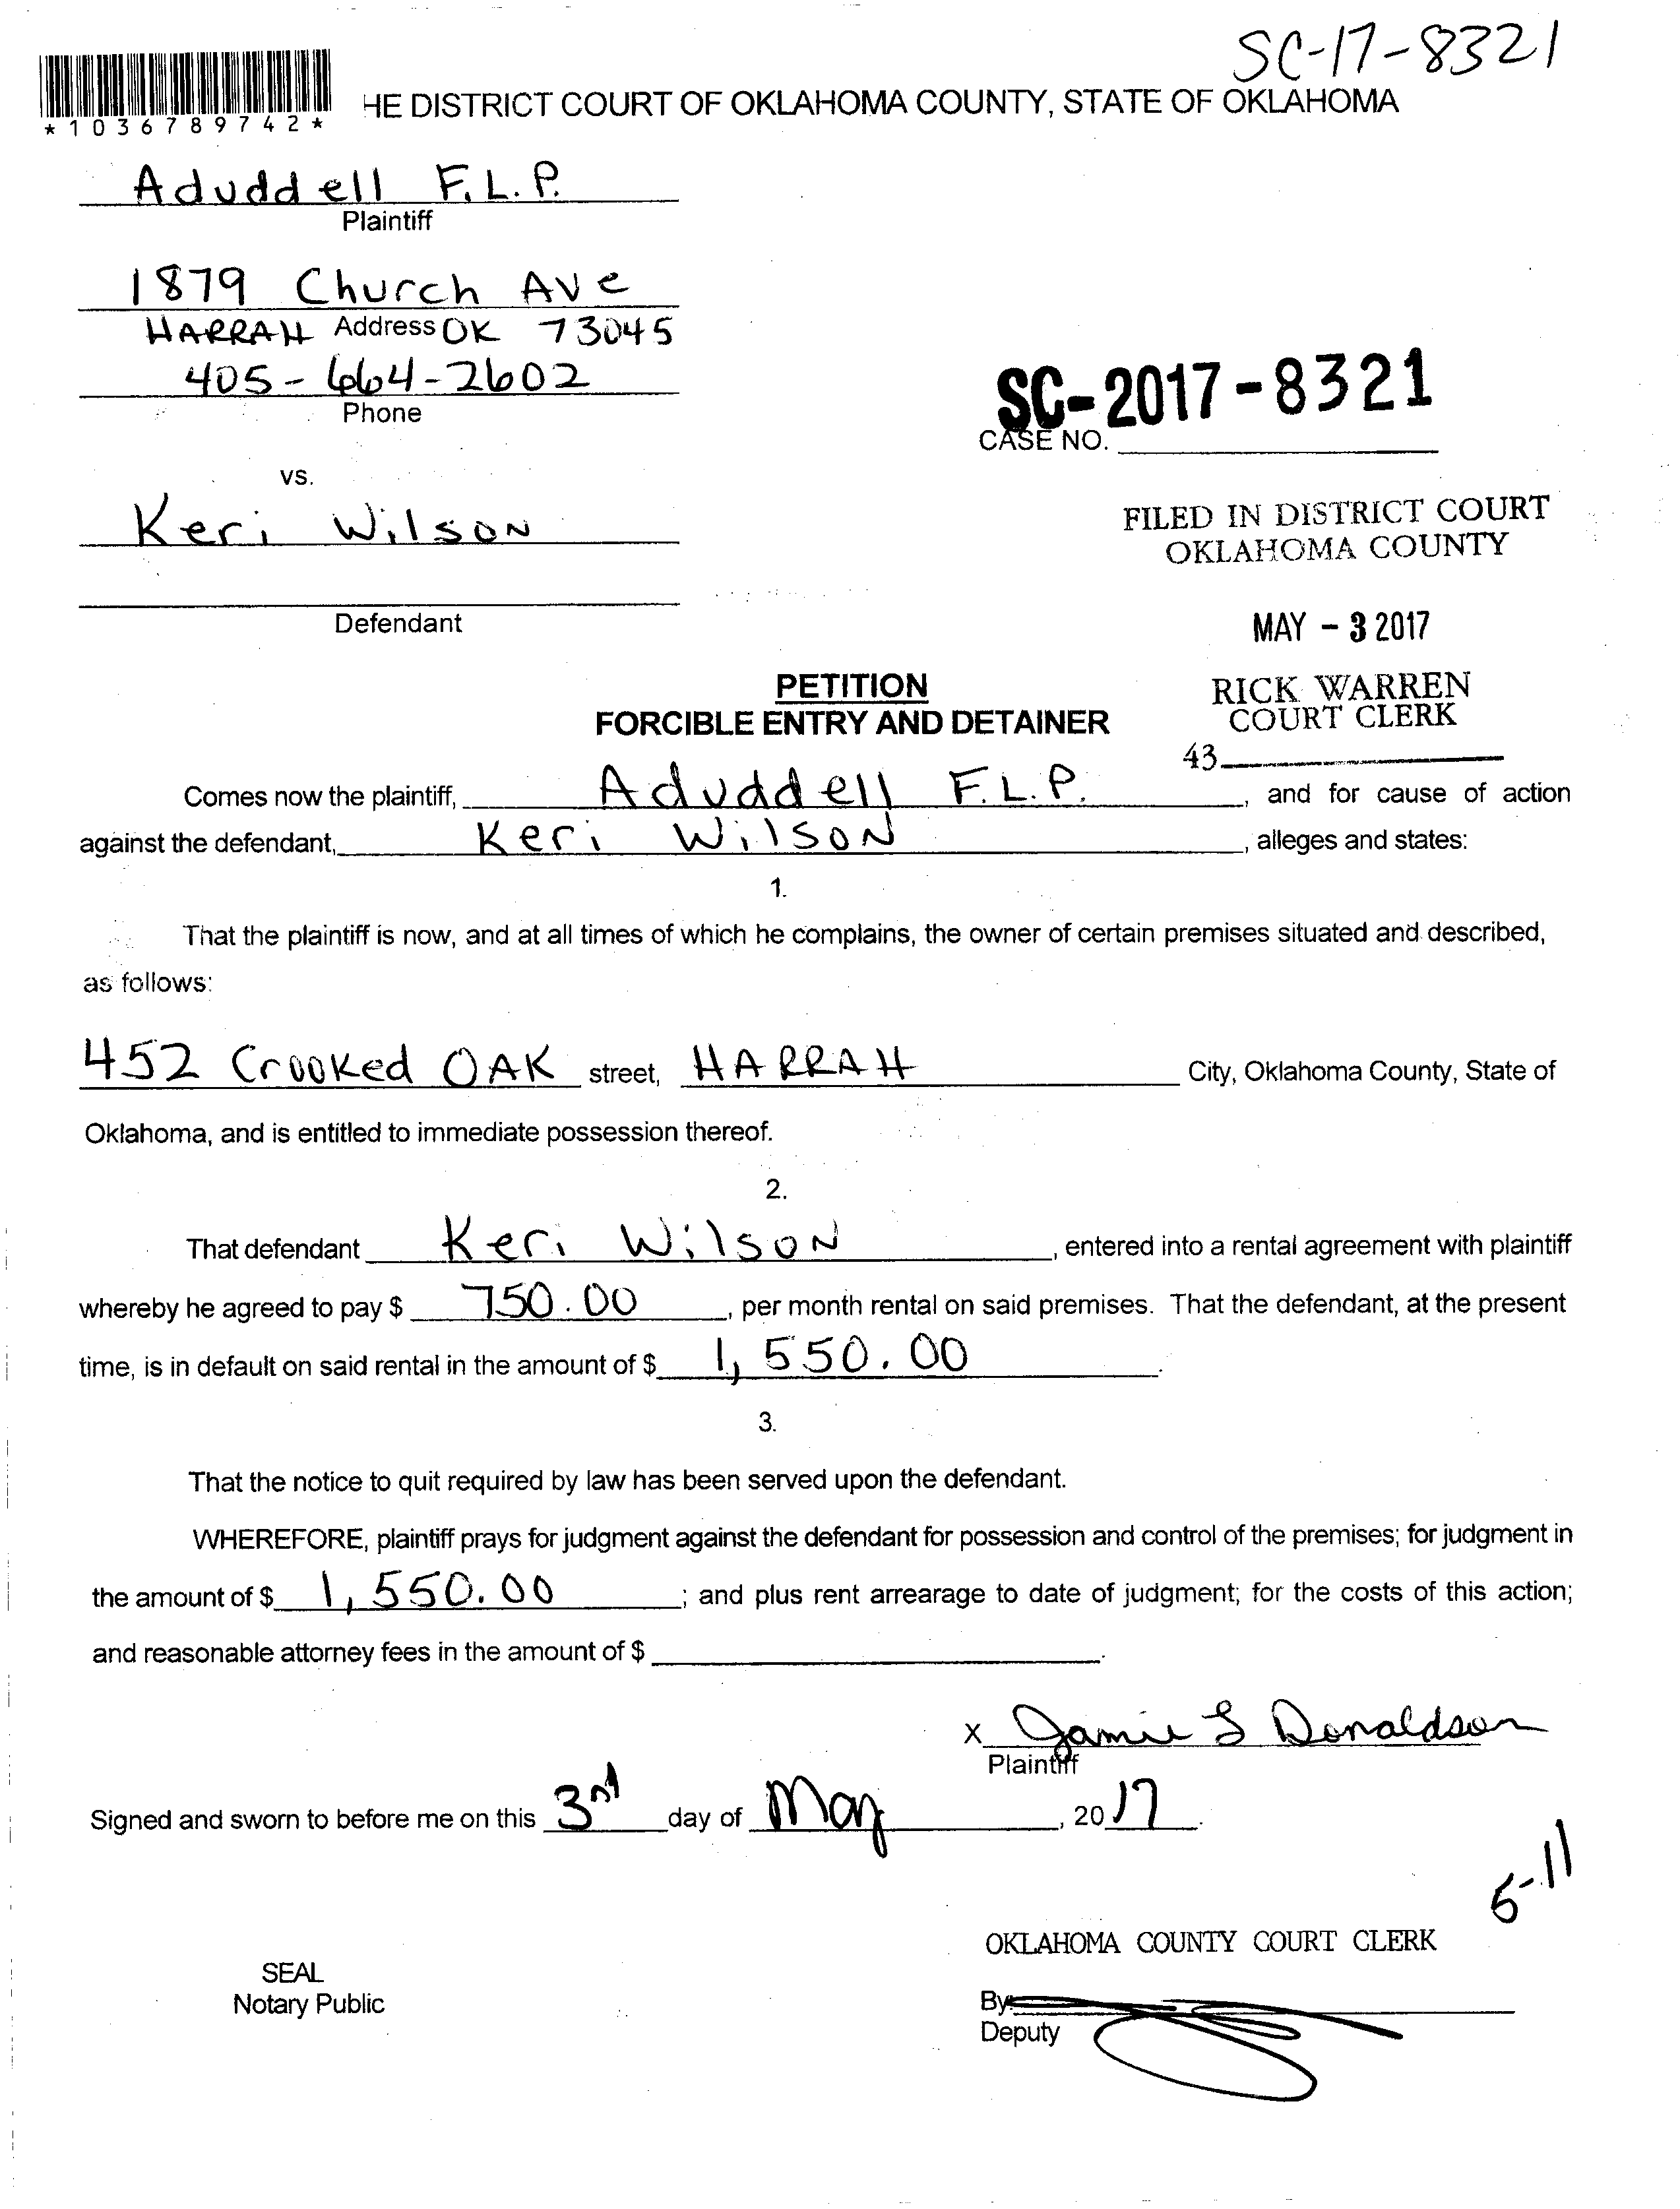 SC-17-8321
*1036789742*
HE DISTRICT COURT OF OKLAHOMA COUNTY, STATE OF OKLAHOMA
Aduddell F.L.P.
Plaintiff
1879 Church Ave
HARRAH Address OK 73045
405-664-2602
Phone
SC-2017-8321
CASE NO.
vs.
Keri Wilson
FILED IN DISTRICT COURT
OKLAHOMA COUNTY
Defendant
MAY - 3 2017
PETITION
FORCIBLE ENTRY AND DETAINER
RICK WARREN
COURT CLERK
43
Comes now the plaintiff, Aduddell F.L.P., and for cause of action
against the defendant, Keri Wilson, alleges and states:
1.
That the plaintiff is now, and at all times of which he complains, the owner of certain premises situated and described,
as follows:
452 Crooked OAK street, HARRAH City, Oklahoma County, State of
Oklahoma, and is entitled to immediate possession thereof.
2.
That defendant Keri Wilson, entered into a rental agreement with plaintiff
whereby he agreed to pay $ 750.00, per month rental on said premises. That the defendant, at the present
time, is in default on said rental in the amount of $ 1,550.00.
3.
That the notice to quit required by law has been served upon the defendant.
WHEREFORE, plaintiff prays for judgment against the defendant for possession and control of the premises; for judgment in
the amount of $ 1,550.00; and plus rent arrearage to date of judgment; for the costs of this action;
and reasonable attorney fees in the amount of $ .
X Jamie S Donaldson
Plaintiff
Signed and sworn to before me on this 3rd day of May, 2017.
5-11
OKLAHOMA COUNTY COURT CLERK
SEAL
Notary Public
By:
Deputy